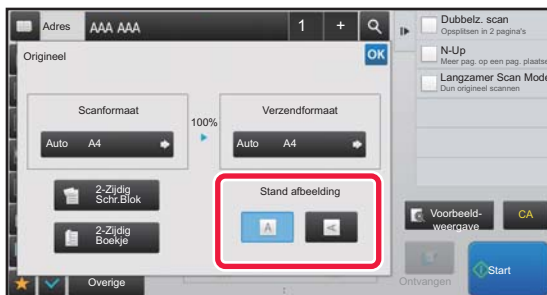 Adres AAA AAA 1 +
Origineel OK
Scanformaat
Auto A4
100%
Verzendformaat
Auto A4
2-Zijdig
Schr.Blok
2-Zijdig
Boekje
Stand afbeelding
A A
Overige
Dubbelz. scan
Opsplitsen in 2 pagina's
N-Up
Meer pag. op een pag. plaatse
Langzamer Scan Mode
Dun origineel scannen
Voorbeeld-
weergave
CA
Ontvangen
Start